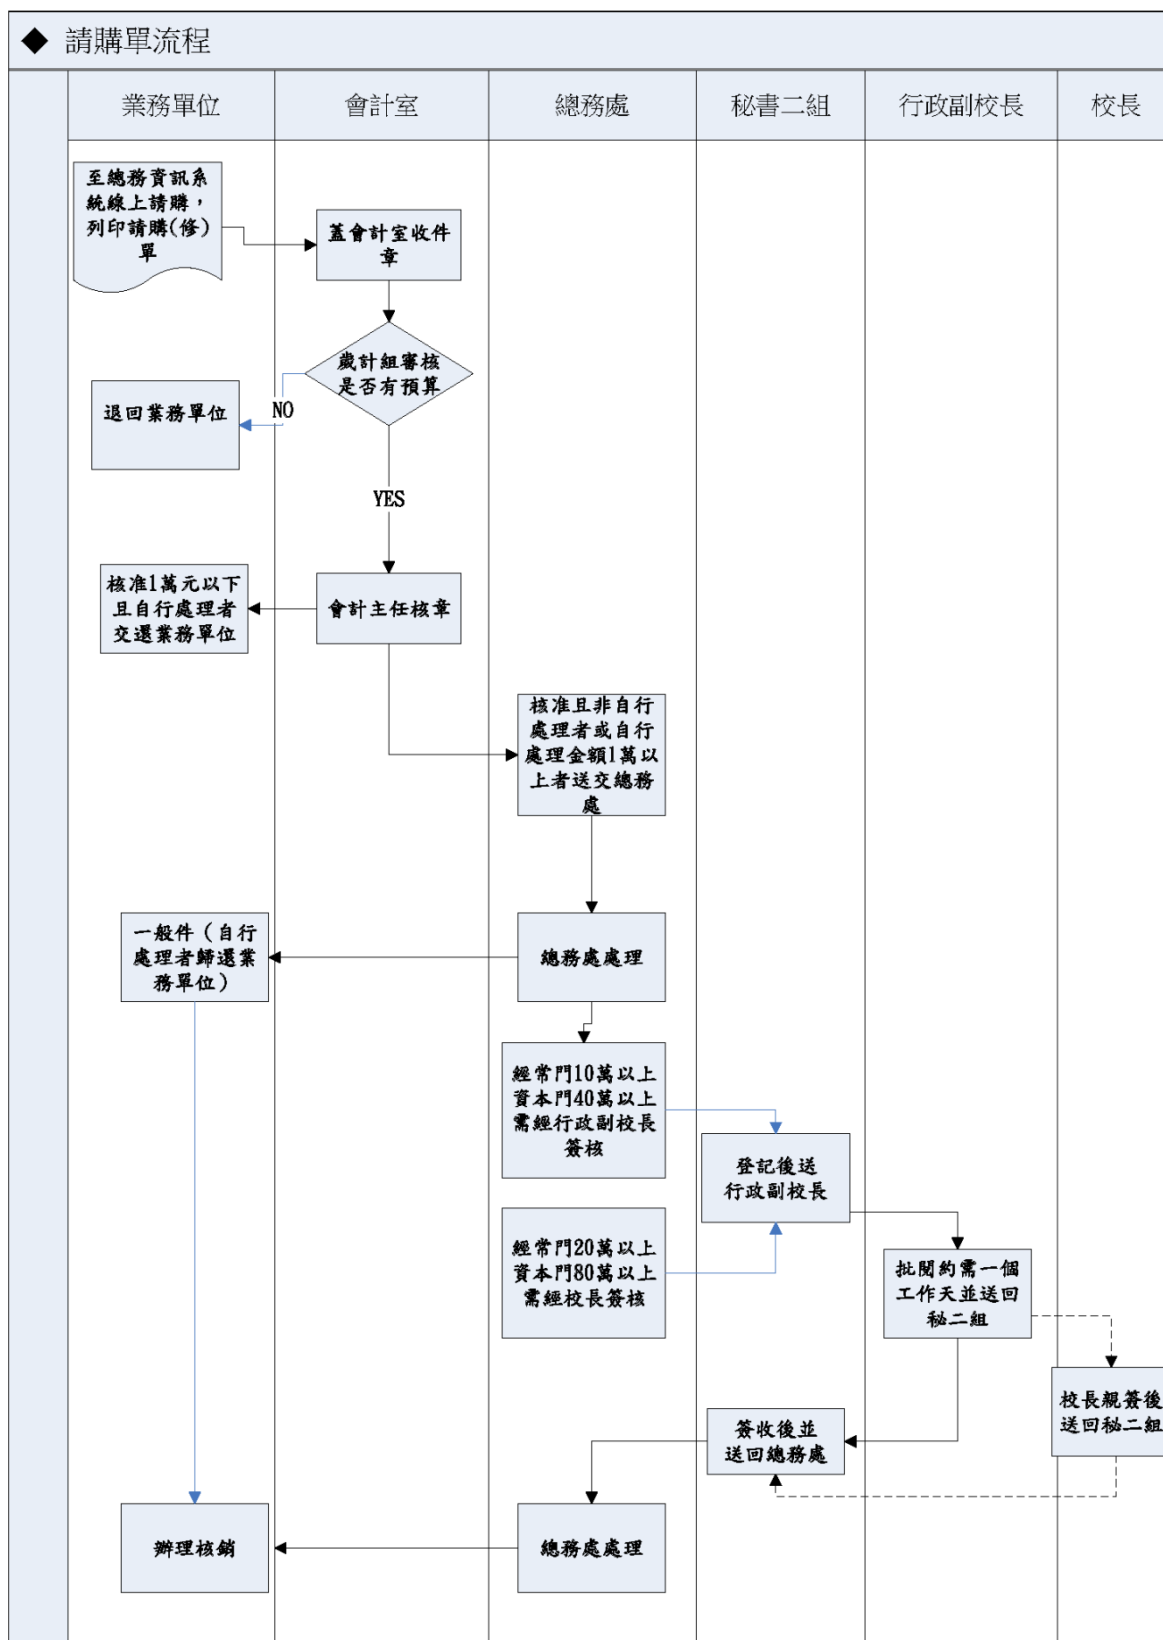 ◆ 請購單流程
業務單位
會計室
總務處
秘書二組
行政副校長
校長
至總務資訊系
統線上請購，
列印請購(修)
單
蓋會計室收件
章
歲計組審核
是否有預算
NO
退回業務單位
YES
核准1萬元以下
且自行處理者
交還業務單位
會計主任核章
核准且非自行
處理者或自行
處理金額1萬以
上者送交總務
處
一般件（自行
處理者歸還業
務單位）
總務處處理
經常門10萬以上
資本門40萬以上
需經行政副校長
簽核
登記後送
行政副校長
經常門20萬以上
資本門80萬以上
需經校長簽核
批閱約需一個
工作天並送回
秘二組
校長親簽後
送回秘二組
簽收後並
送回總務處
辦理核銷
總務處處理